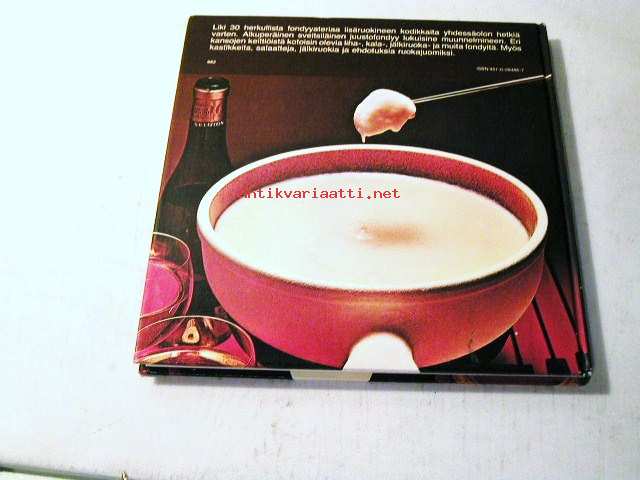 Liki 30 herkullista fondyyateriaa lisäruokineen kodikkaita yhdessäolon hetkiä
varten. Alkuperäinen sveitsiläinen juustofondyy lukuisine muunnelmineen. Eri
kansojen keittiöistä kotoisin olevia liha-, kala-, jälkiruoka- ja muita fondyitä. Myös
kastikkeita, salaatteja, jälkiruokia ja ehdotuksia ruokajuomiksi.
ISBN
antikvariaatti.net